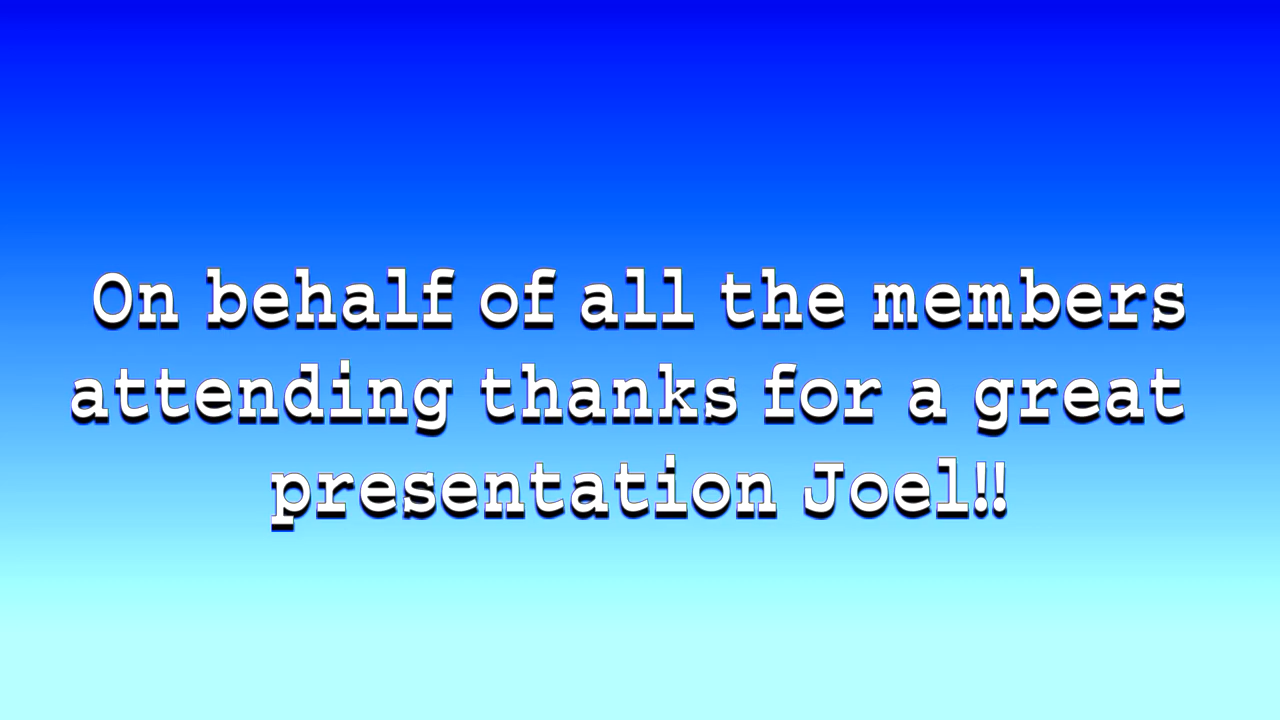 On behalf of all the members
attending thanks for a great
presentation Joel!!